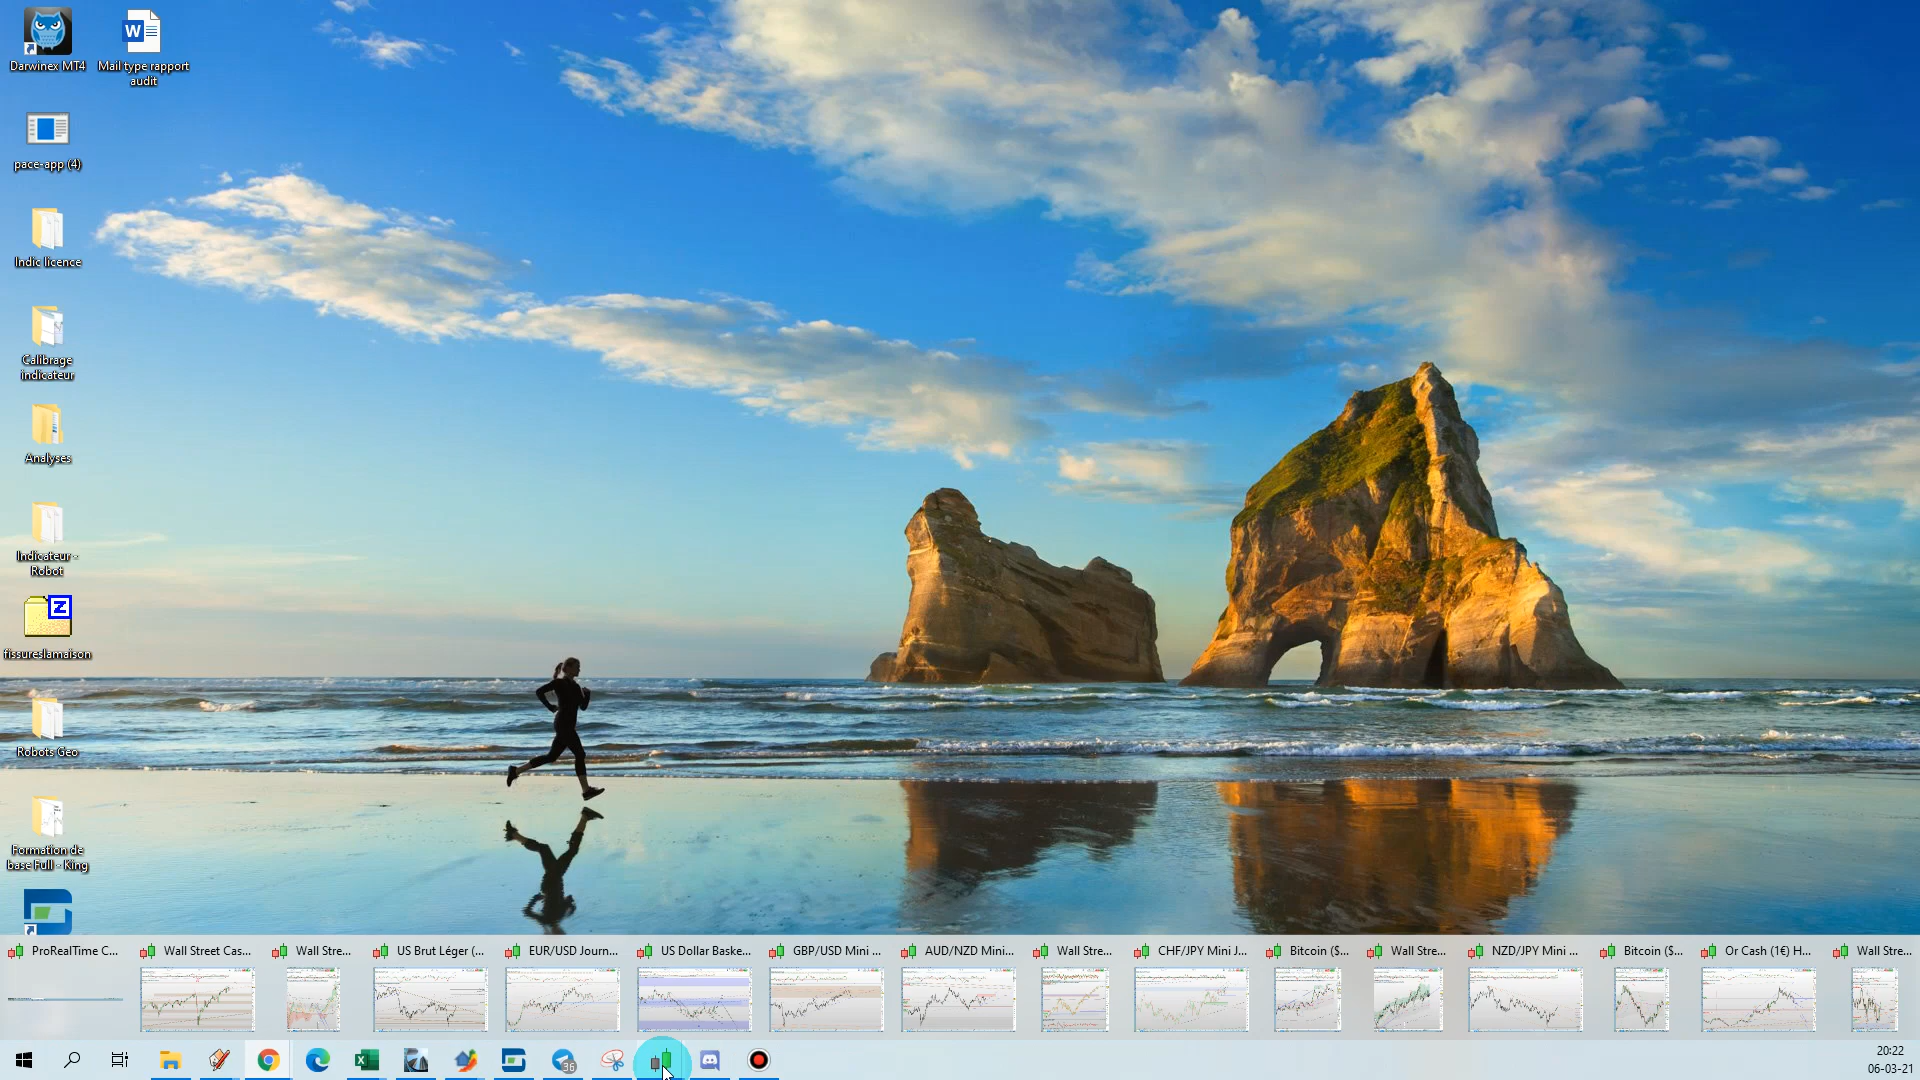 Darwinex MT4
Mail type rapport
audit
pace-app (4)
Indic licence
Calibrage
indicateur
Analyses
Indicateur -
Robot
fissureslamaison
Robots Geo
Formation de
base Full - King
ProRealTime C...
Wall Street Cas...
Wall Stre...
US Brut Léger (...
EUR/USD Journ...
US Dollar Baske...
GBP/USD Mini ...
AUD/NZD Mini...
Wall Stre...
CHF/JPY Mini J...
Bitcoin ($...
Wall Stre...
NZD/JPY Mini ...
Bitcoin ($...
Or Cash (1€) H...
Wall Stre...
36
20:22
06-03-21